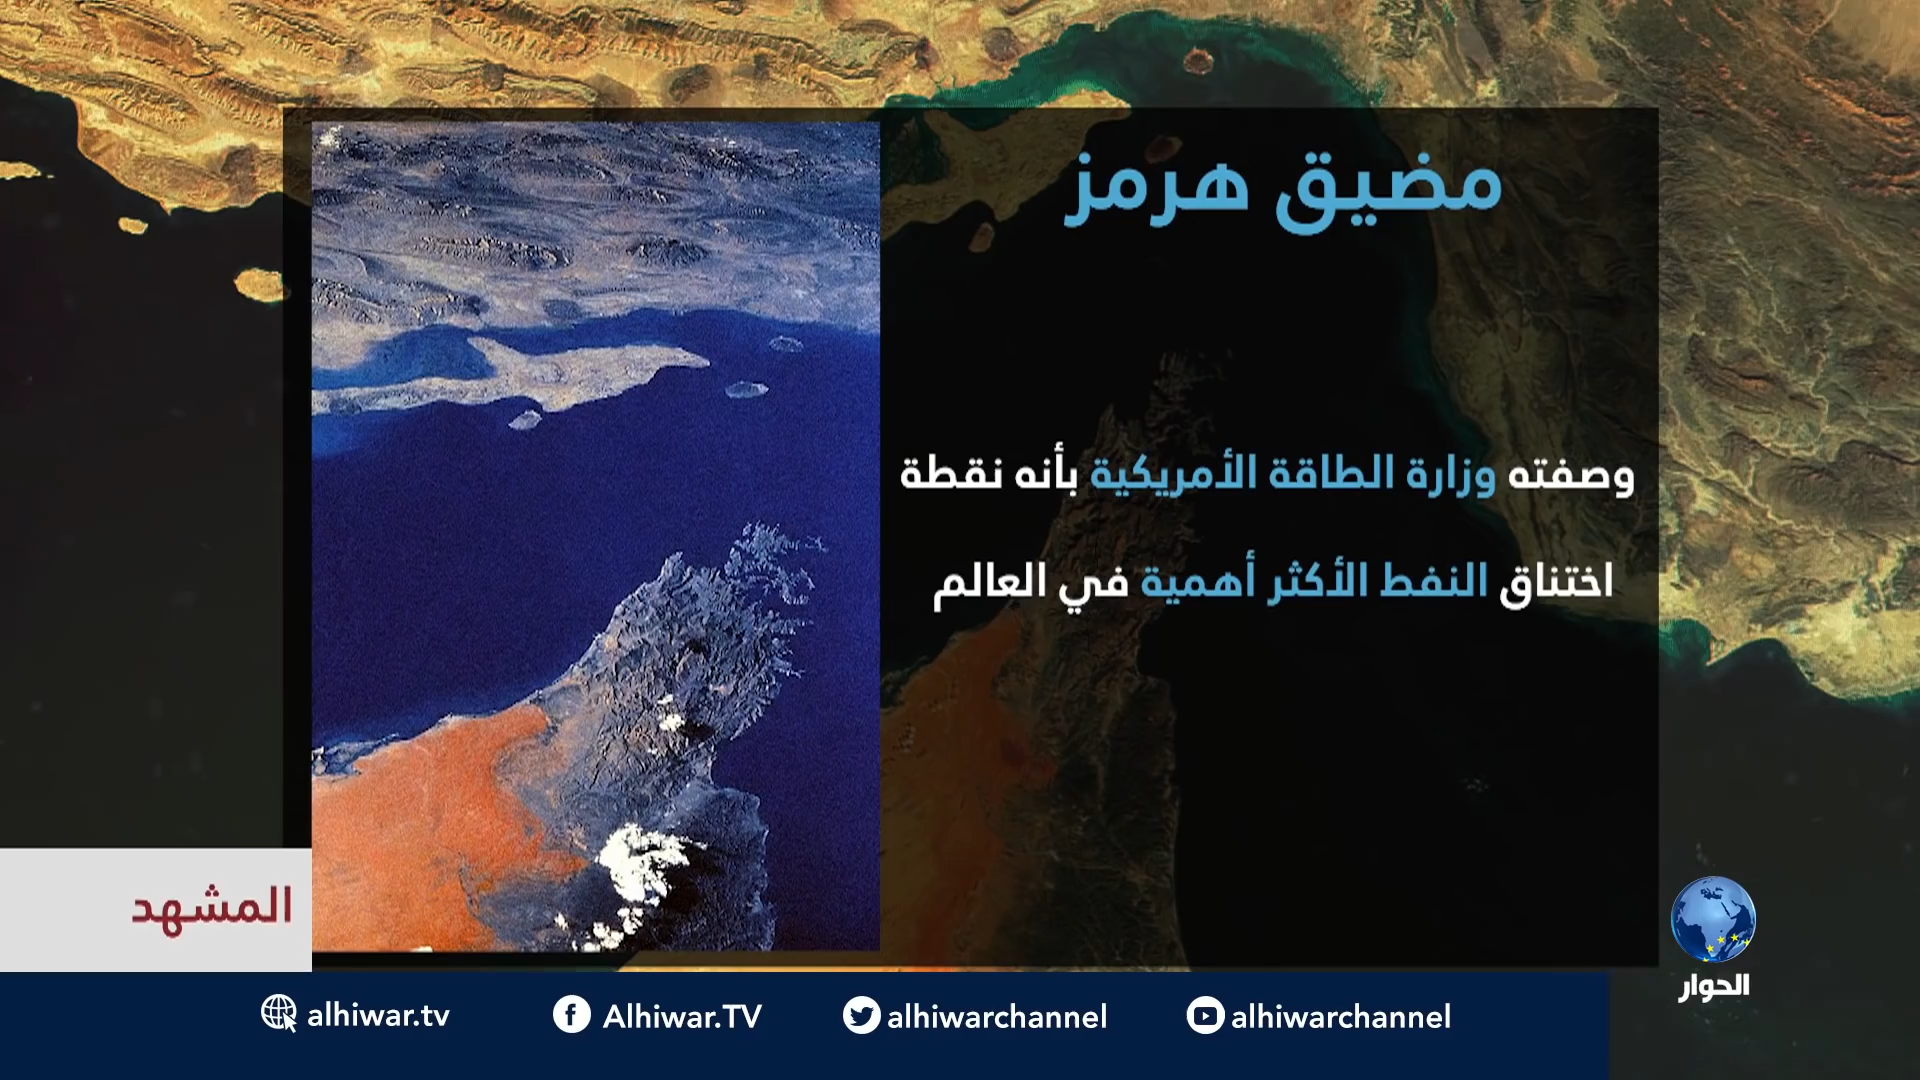 مضيق هرمز
وصفته وزارة الطاقة الأمريكية بأنه نقطة
اختناق النفط الأكثر أهمية في العالم
المشهد
الحوار
alhiwar.tv
Alhiwar.TV
alhiwarchannel
alhiwarchannel